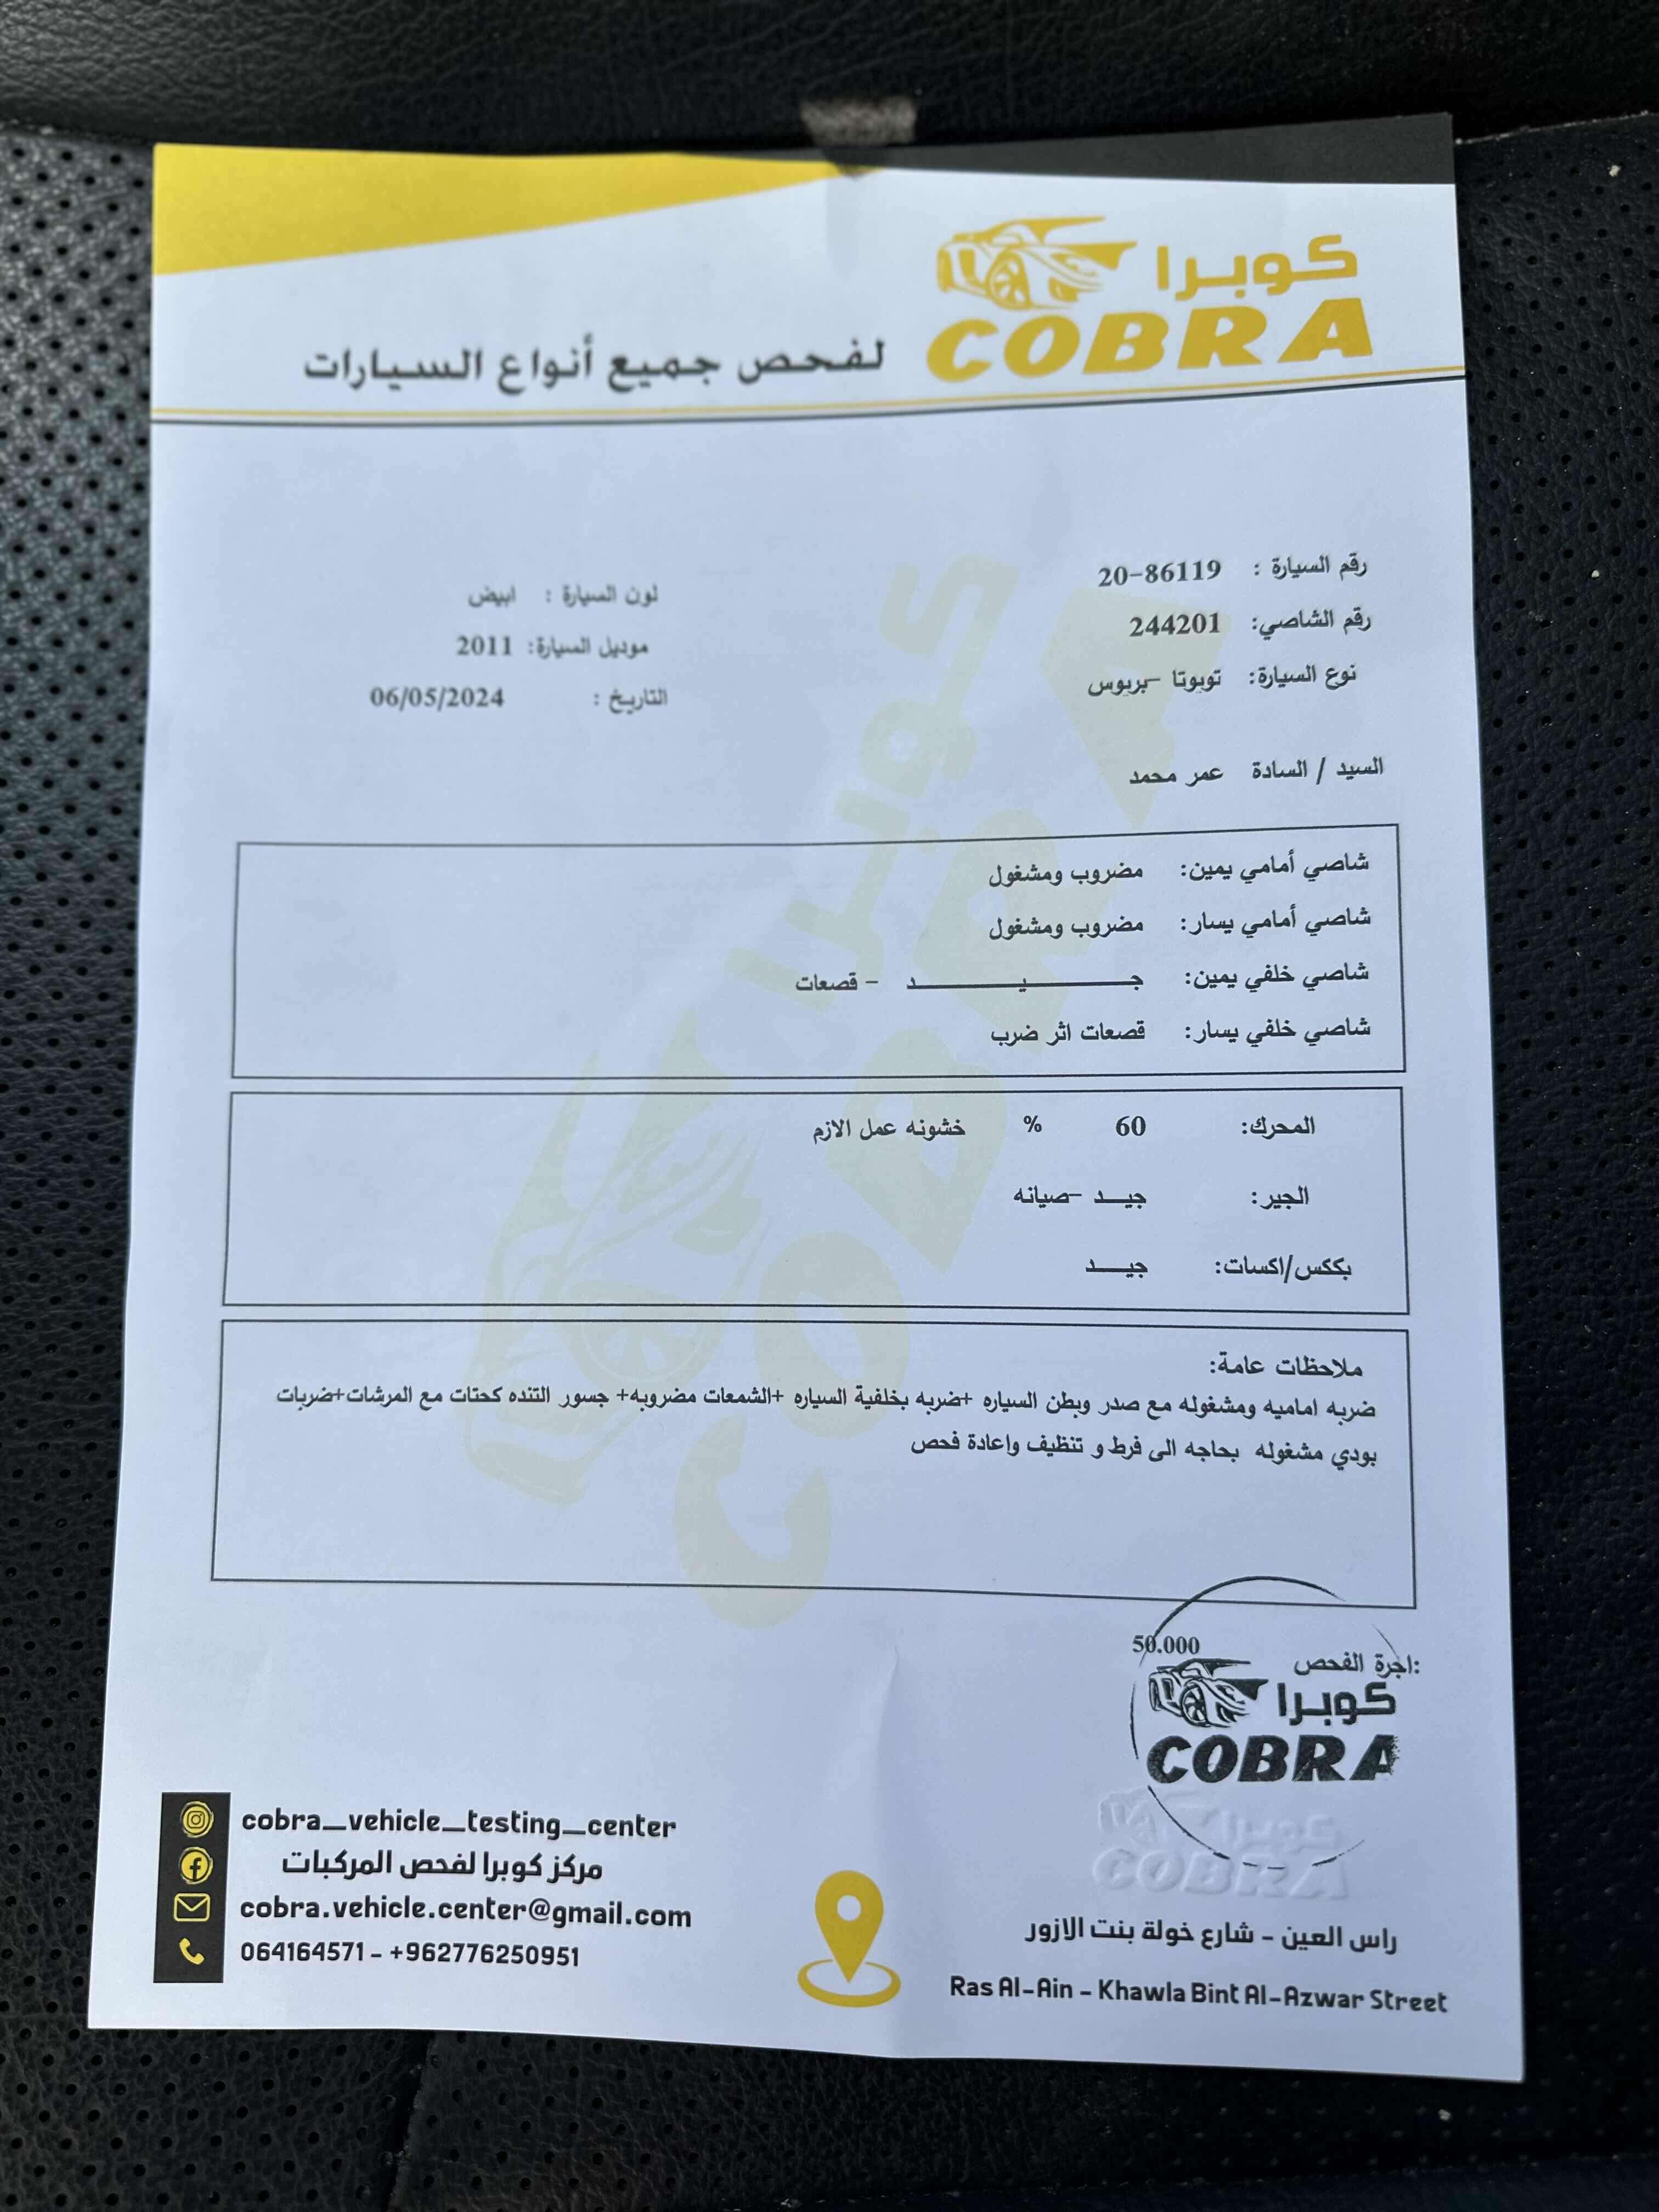 كوبرا
COBRA
لفحص جميع أنواع السيارات
رقم السيارة : 20-86119
لون السيارة : ابيض
رقم الشاصي: 244201
موديل السيارة: 2011
نوع السيارة: تويوتا -بريوس
التاريخ : 06/05/2024
السيد / السادة عمر محمد
شاصي أمامي يمين: مضروب ومشغول
شاصي أمامي يسار: مضروب ومشغول
شاصي خلفي يمين: جـــــيـــــد - قصعات
شاصي خلفي يسار: قصعات اثر ضرب
المحرك: 60 % خشونه عمل الازم
الجير: جيـــد -صيانه
بككس/اكسات: جيـــد
ملاحظات عامة:
ضربه اماميه ومشغوله مع صدر وبطن السياره +ضربه بخلفية السياره +الشمعات مضروبه+ جسور التنده كحتات مع المرشات+ضربات
بودي مشغوله بحاجه الى فرط و تنظيف واعادة فحص
50.000
اجرة الفحص:
كوبرا
COBRA
كوبرا
COBRA
cobra_vehicle_testing_center
مركز كوبرا لفحص المركبات
cobra.vehicle.center@gmail.com
064164571 - +962776250951
راس العين - شارع خولة بنت الازور
Ras Al-Ain - Khawla Bint Al-Azwar Street
كوبرا
COBRA